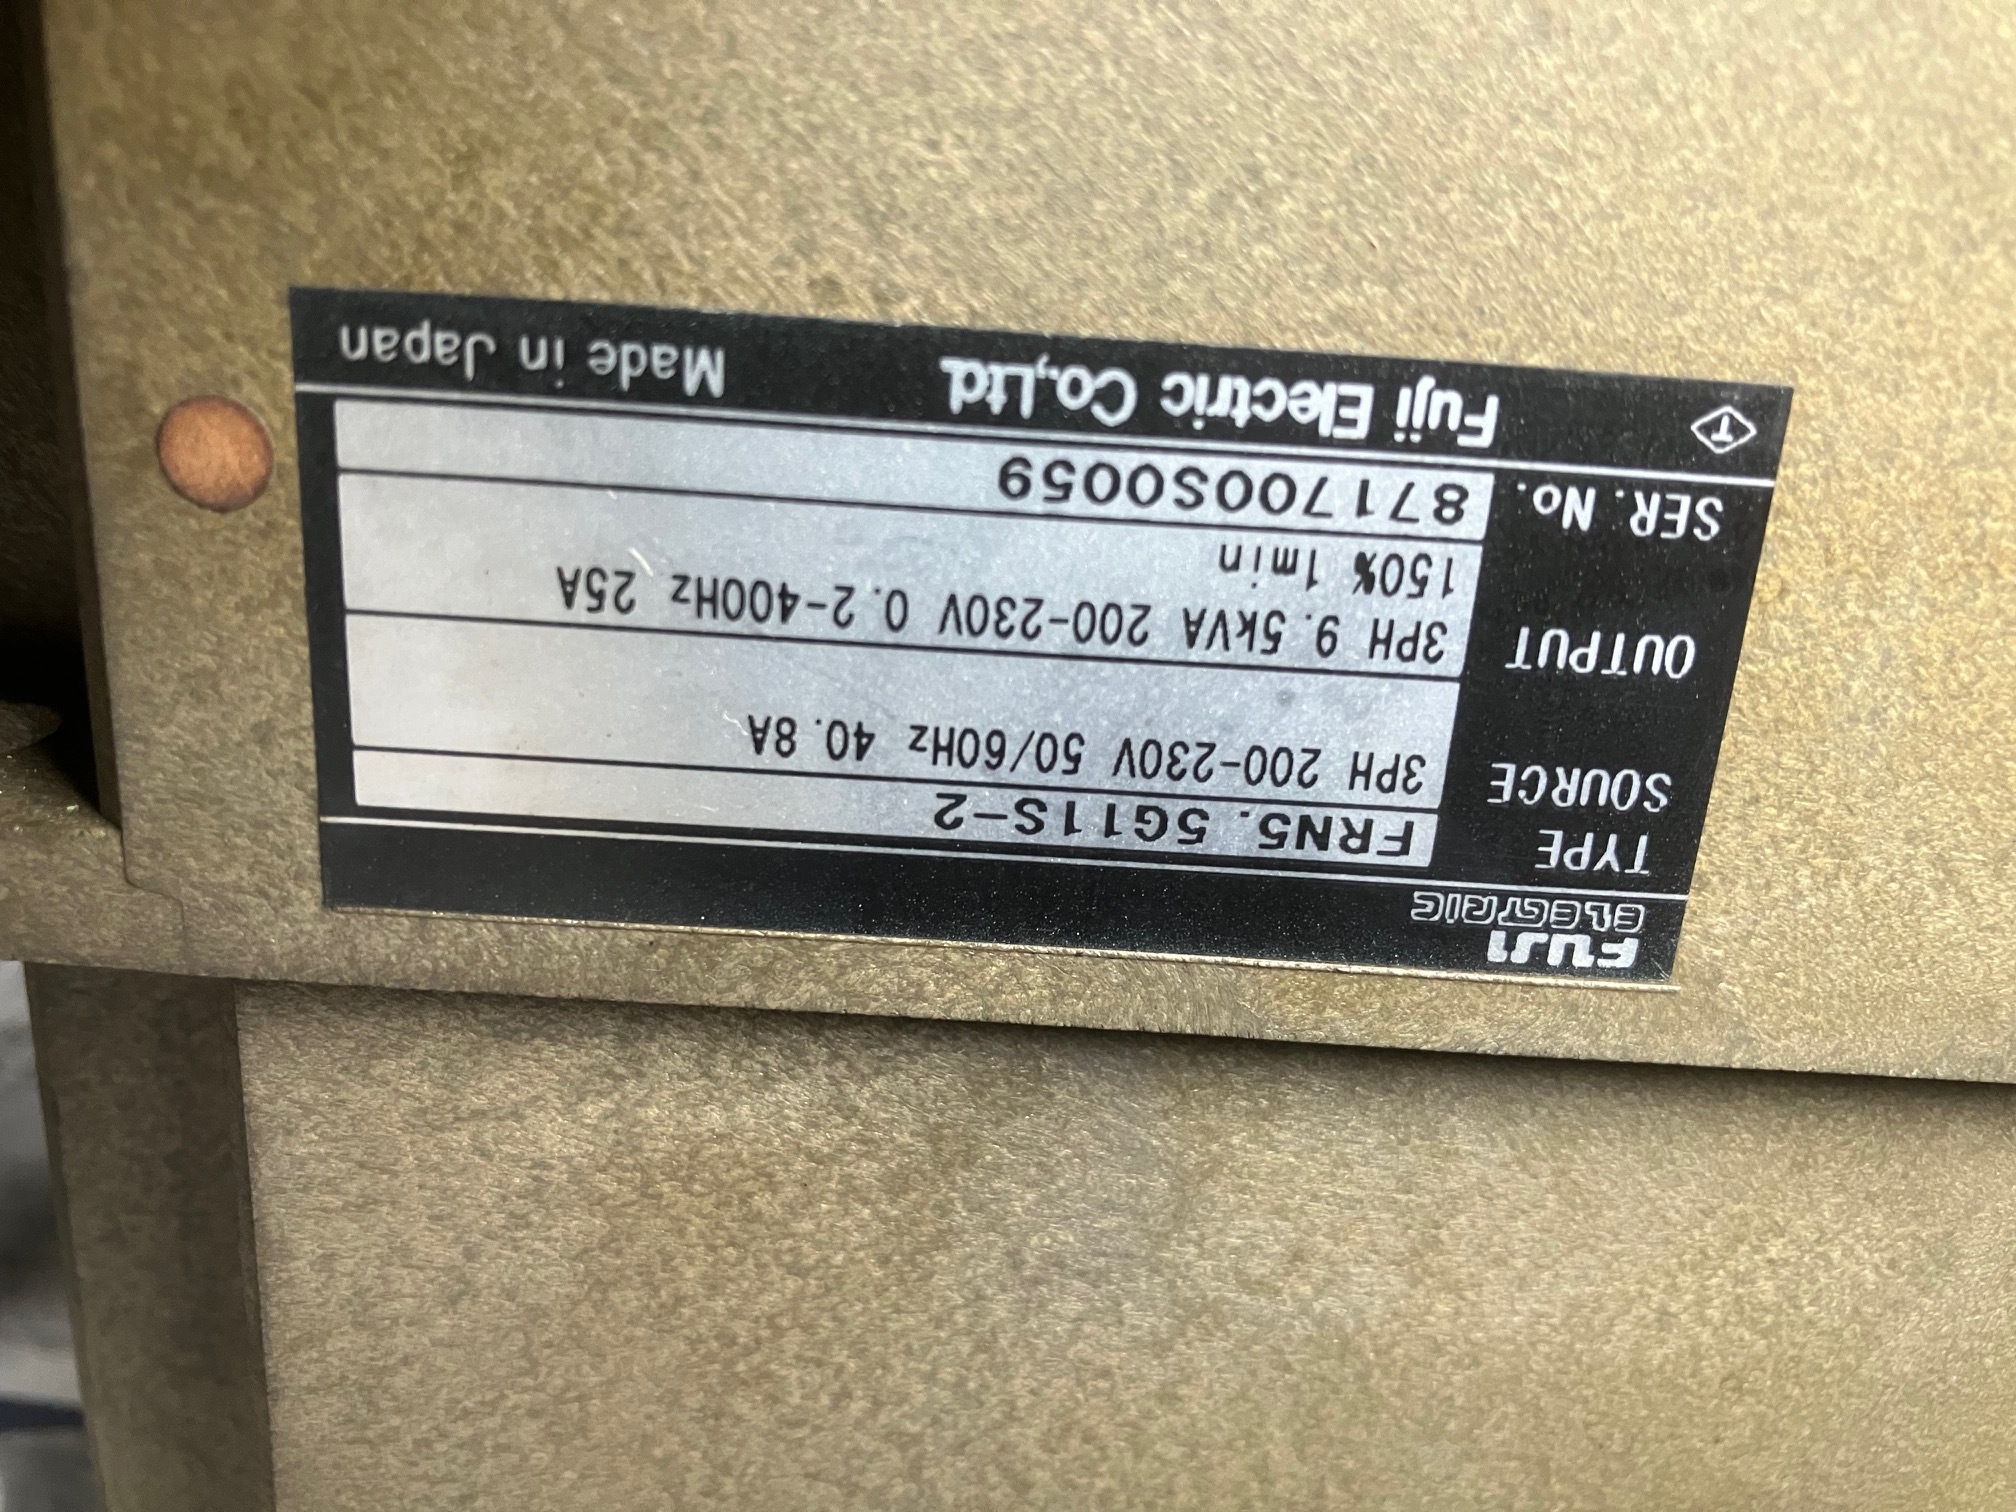 FUJI
ELECTRIC
TYPE FRN5.5G11S-2
SOURCE 3PH 200-230V 50/60Hz 40.8A
OUTPUT 3PH 9.5kVA 200-230V 0.2-400Hz 25A
150% 1min
SER.No. 871700S0059
T Fuji Electric Co.,Ltd. Made in Japan